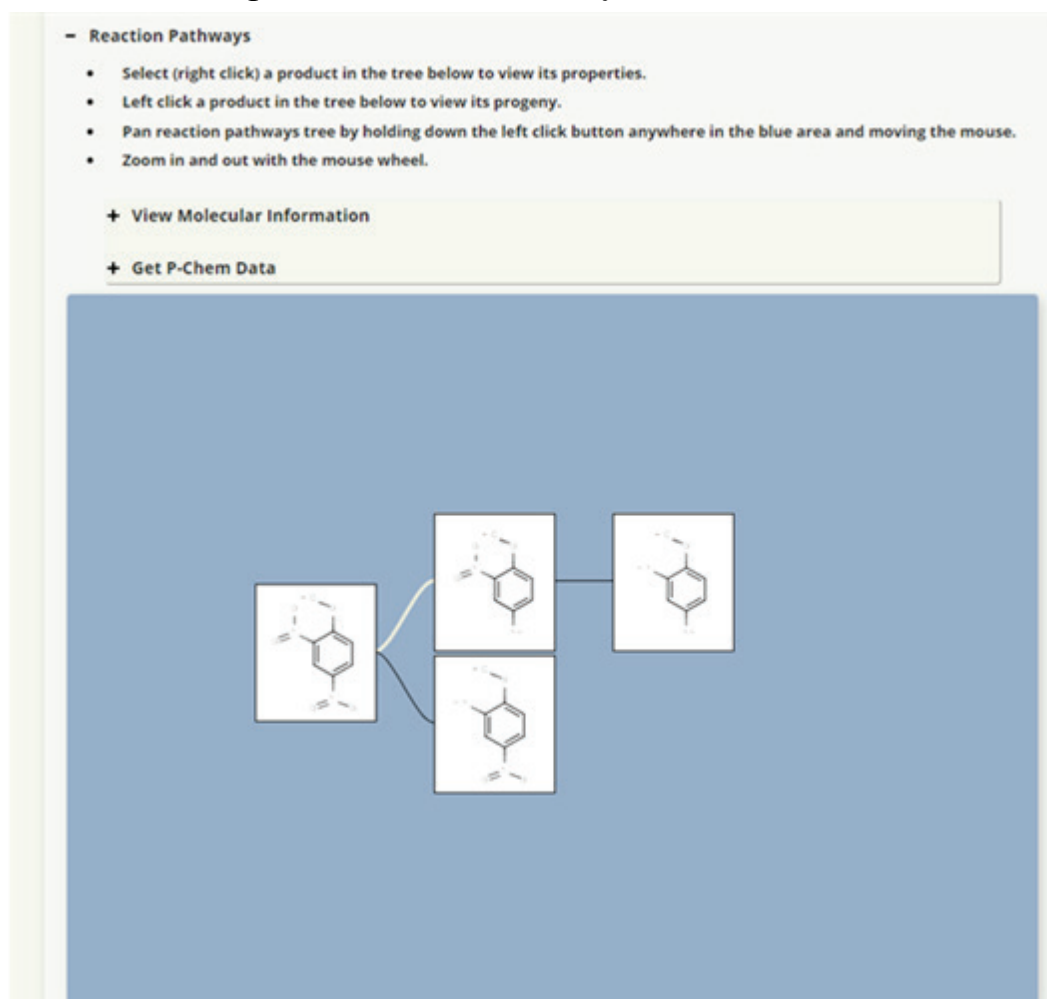 − Reaction Pathways
• Select (right click) a product in the tree below to view its properties.
• Left click a product in the tree below to view its progeny.
• Pan reaction pathways tree by holding down the left click button anywhere in the blue area and moving the mouse.
• Zoom in and out with the mouse wheel.
+ View Molecular Information
+ Get P-Chem Data